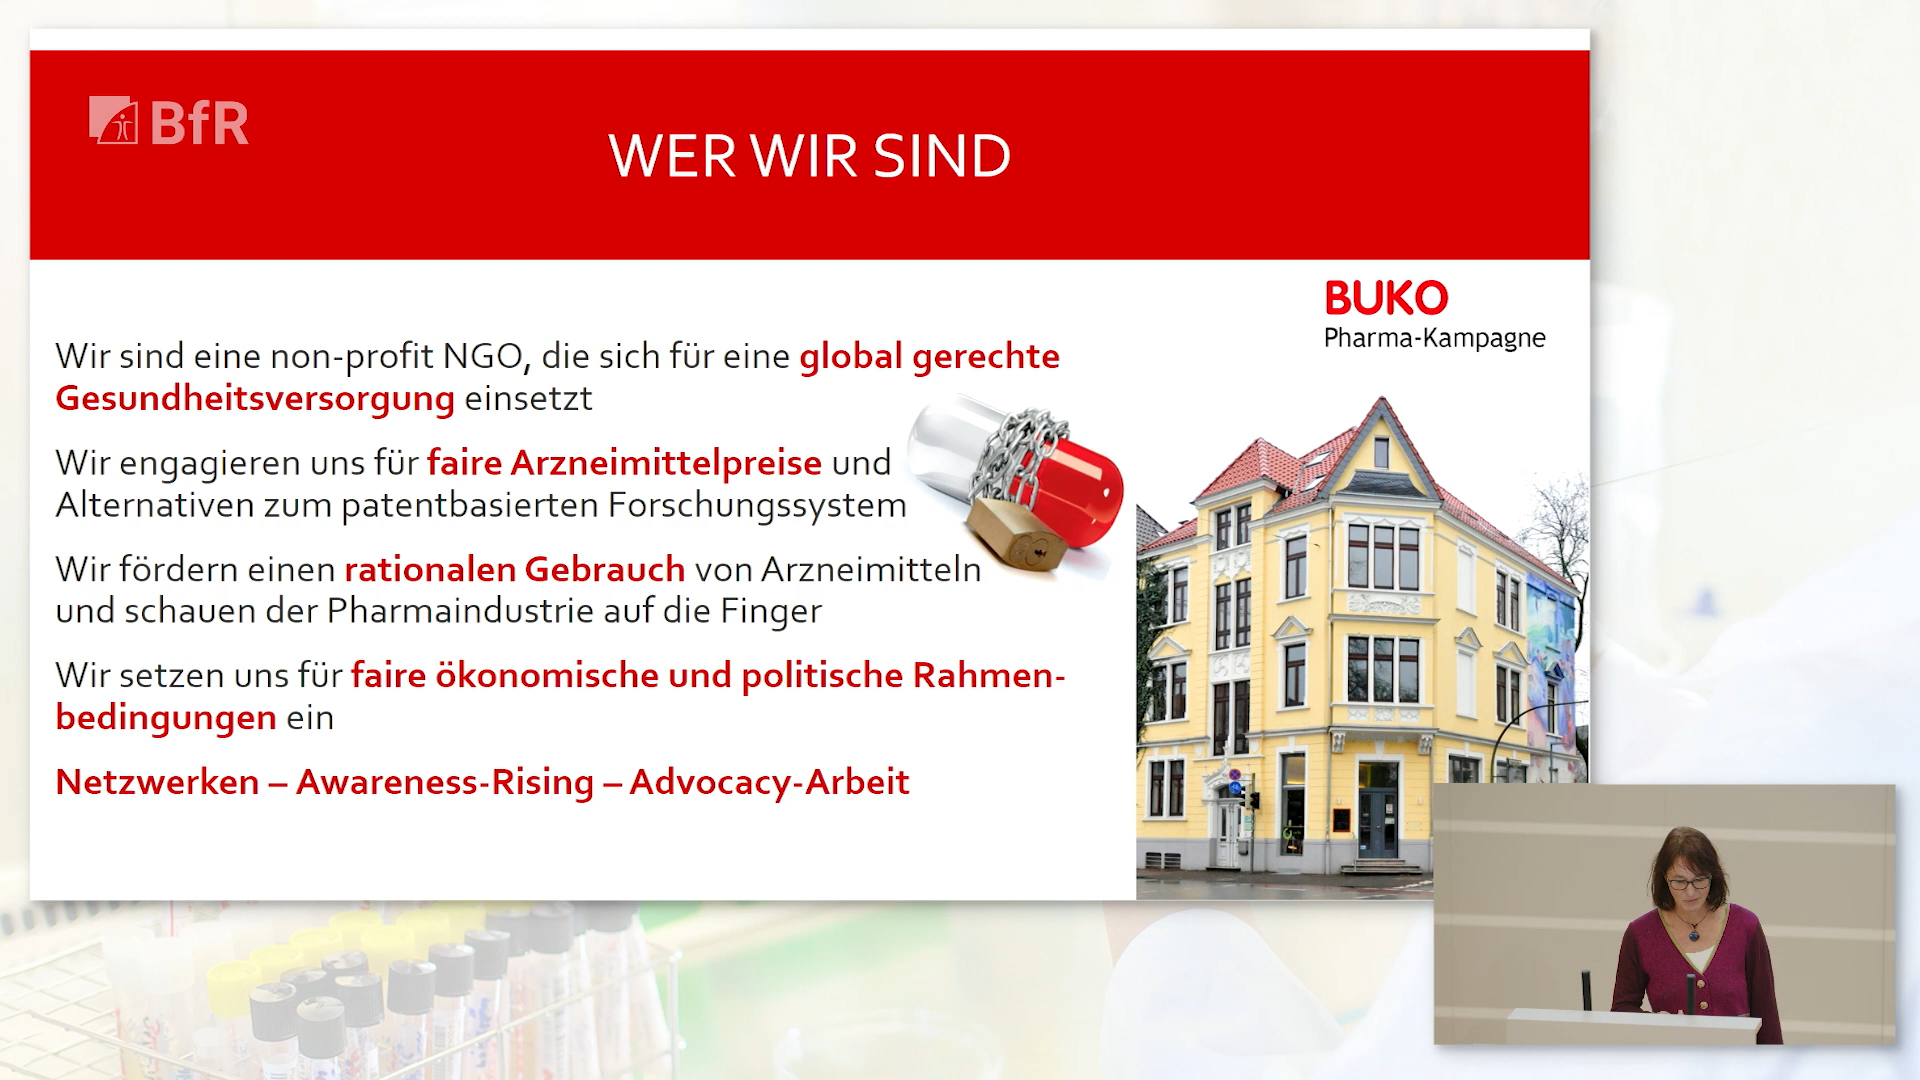 BfR
WER WIR SIND
BUKO
Pharma-Kampagne
Wir sind eine non-profit NGO, die sich für eine global gerechte
Gesundheitsversorgung einsetzt
Wir engagieren uns für faire Arzneimittelpreise und
Alternativen zum patentbasierten Forschungssystem
Wir fördern einen rationalen Gebrauch von Arzneimitteln
und schauen der Pharmaindustrie auf die Finger
Wir setzen uns für faire ökonomische und politische Rahmen-
bedingungen ein
Netzwerken – Awareness-Rising – Advocacy-Arbeit